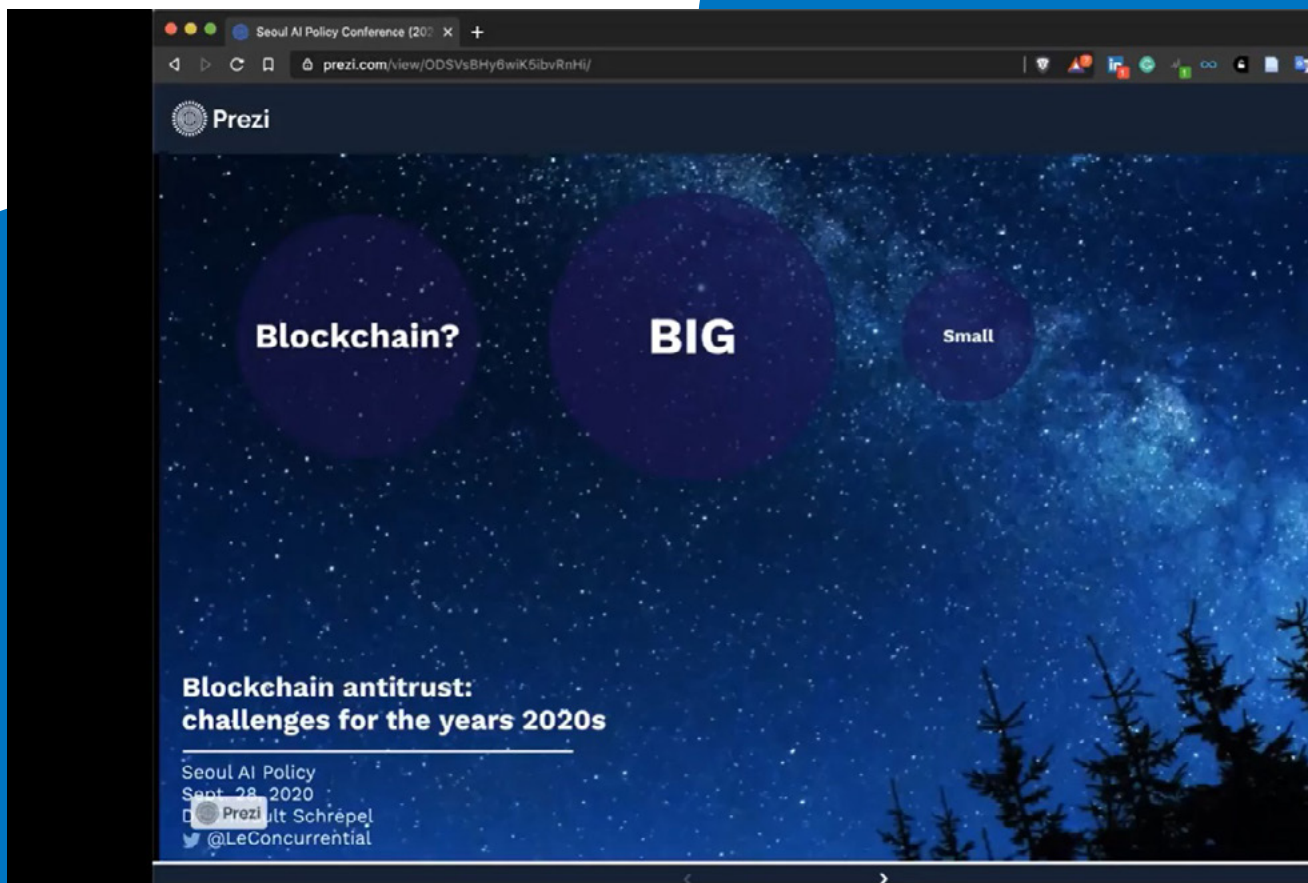 Seoul AI Policy Conference (202
prezi.com/view/ODSVsBHy6wiK5ibvRnHi/
Prezi
Blockchain?
BIG
Small
Blockchain antitrust:
challenges for the years 2020s
Seoul AI Policy
Sept. 28, 2020
Prezi
Schrepel
@LeConcurrential